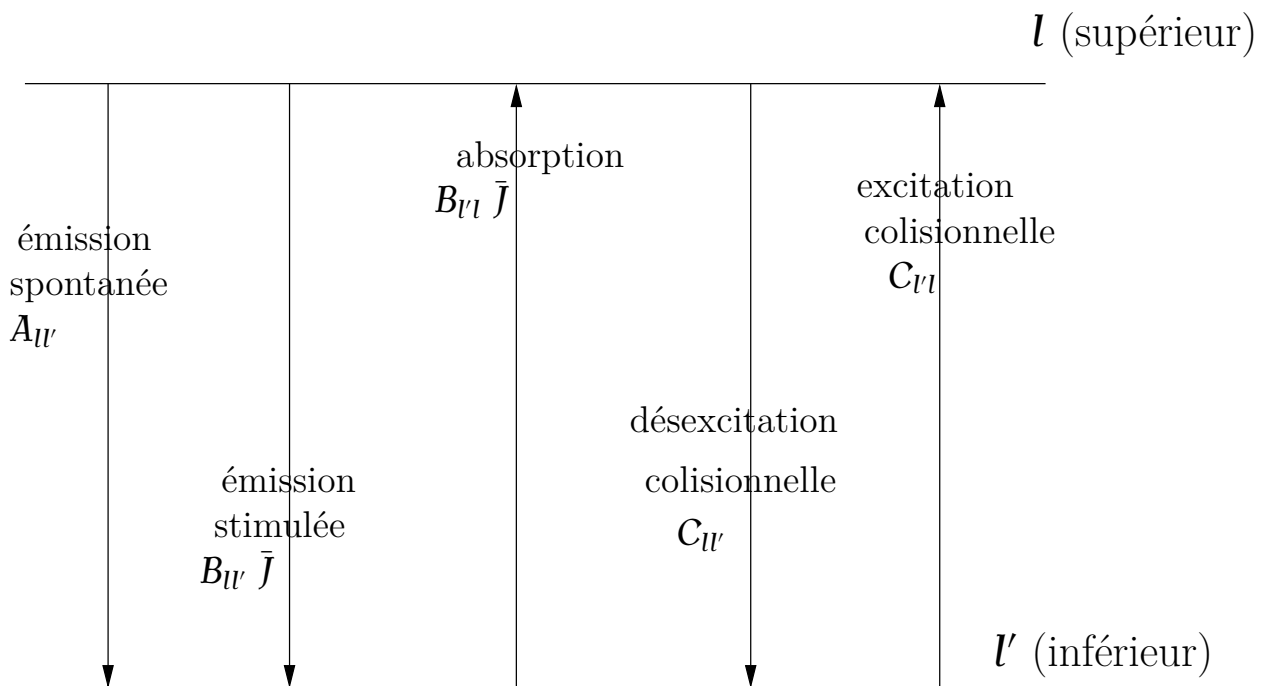 l (supérieur)
émission
spontanée
A_{ll'}
émission
stimulée
B_{ll'} J̄
absorption
B_{l'l} J̄
désexcitation
colisionnelle
C_{ll'}
excitation
colisionnelle
C_{l'l}
l' (inférieur)